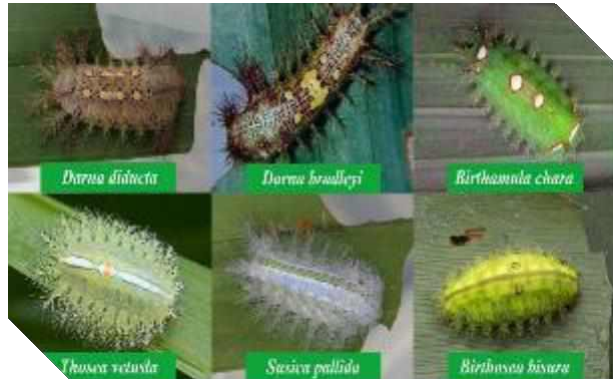 Darna diducta
Darna bradleyi
Birthamula chara
Thosea vetusta
Susica pallida
Birthosea bisura